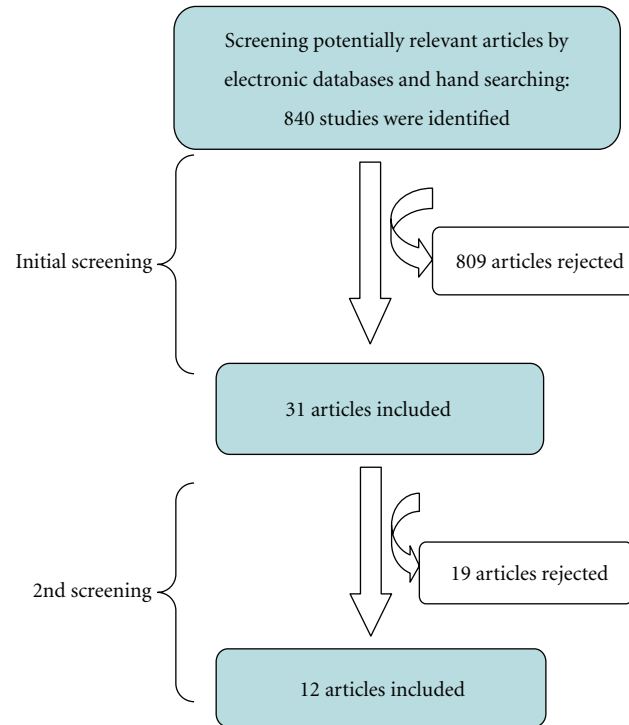 Screening potentially relevant articles by
electronic databases and hand searching:
840 studies were identified
Initial screening
809 articles rejected
31 articles included
2nd screening
19 articles rejected
12 articles included